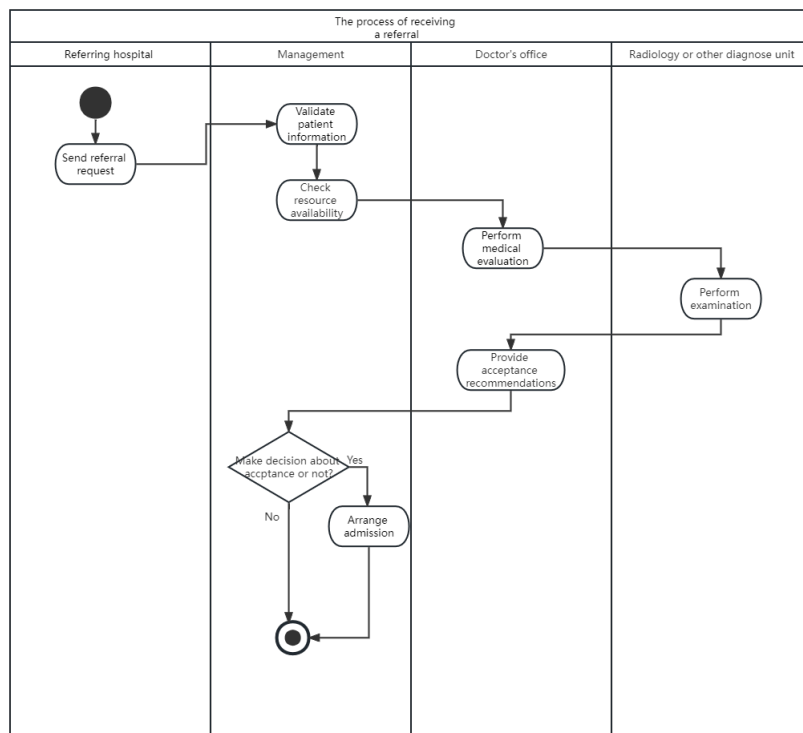 The process of receiving
a referral
Referring hospital
Management
Doctor's office
Radiology or other diagnose unit
Validate
patient
information
Send referral
request
Check
resource
availability
Perform
medical
evaluation
Perform
examination
Provide
acceptance
recommendations
Make decision about
accptance or not?
Yes
No
Arrange
admission